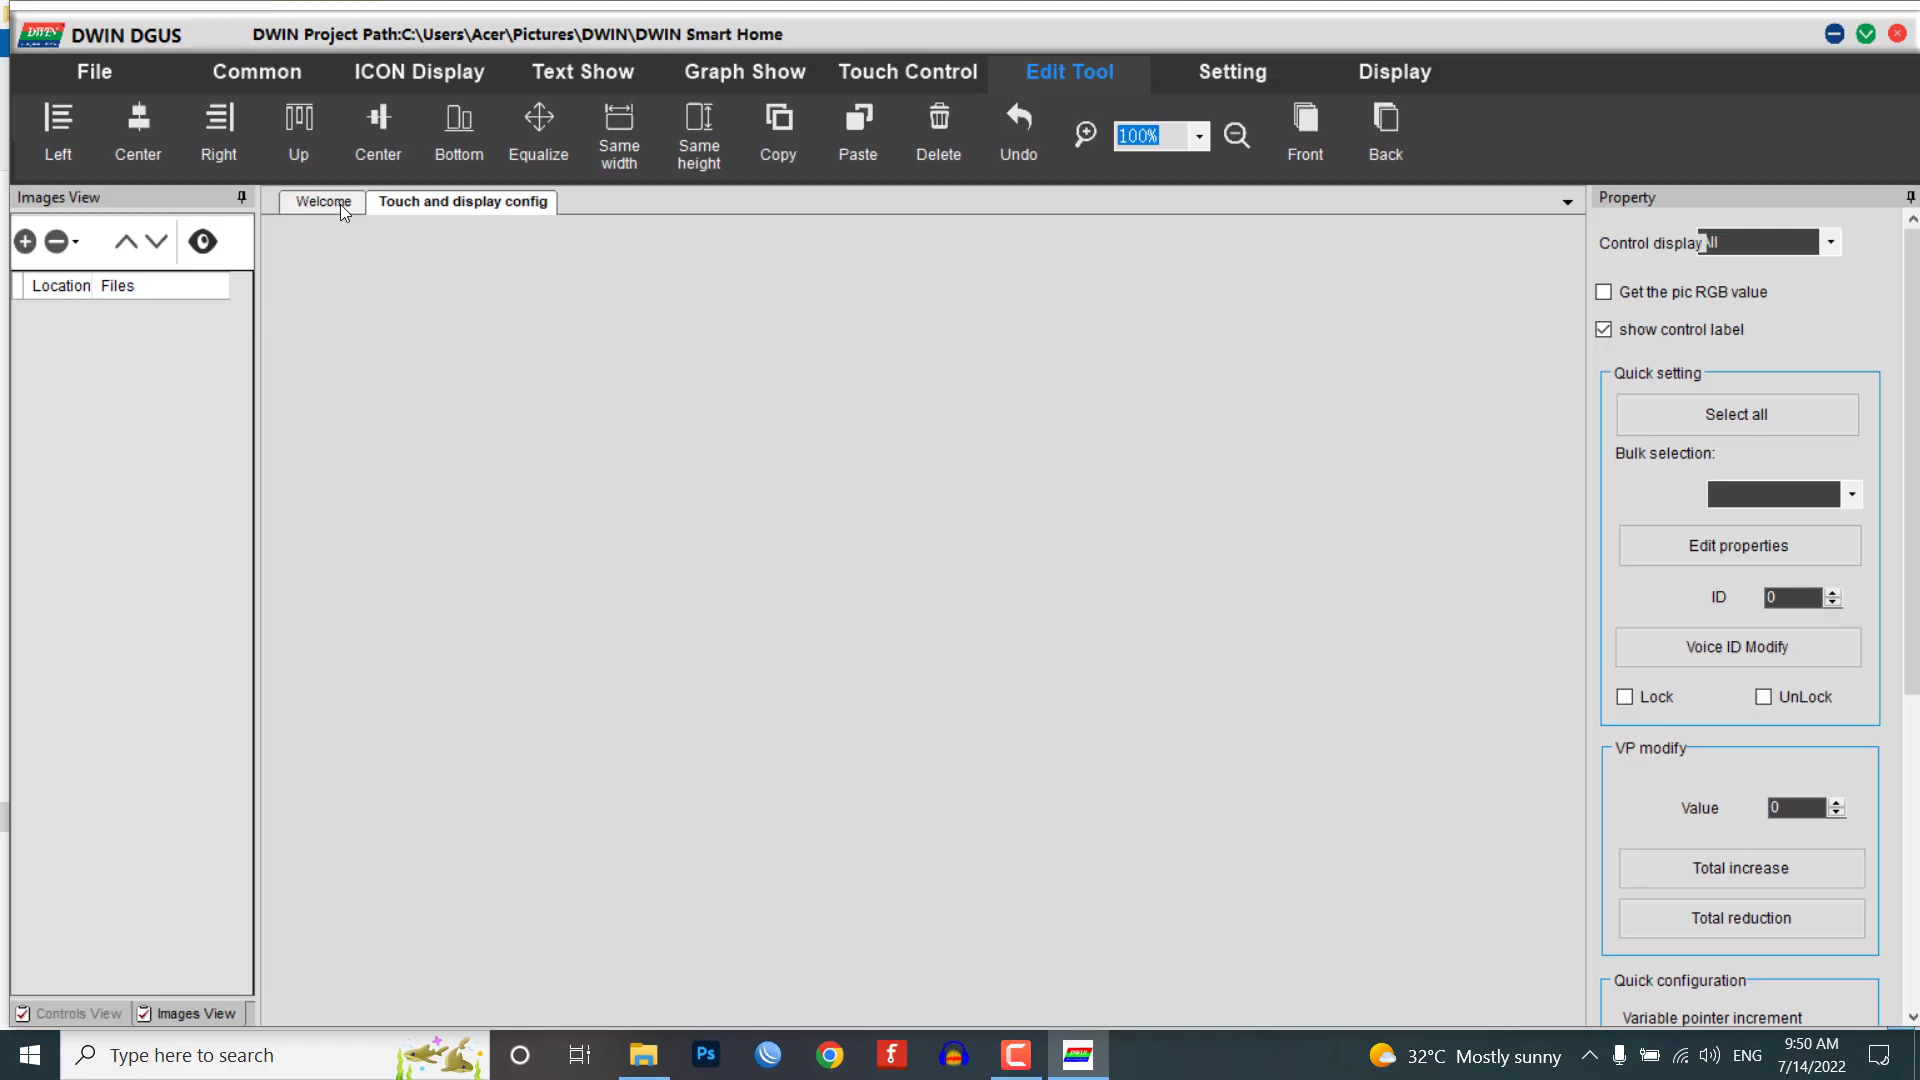 DWIN DWIN DGUS DWIN Project Path:C:\Users\Acer\Pictures\DWIN\DWIN Smart Home
File Common ICON Display Text Show Graph Show Touch Control Edit Tool Setting Display
Left Center Right Up Center Bottom Equalize Same width Same height Copy Paste Delete Undo 100% Front Back
Images View Welcome Touch and display config Property
Location Files
Control display
Get the pic RGB value
show control label
Quick setting
Select all
Bulk selection:
Edit properties
ID 0
Voice ID Modify
Lock UnLock
VP modify
Value 0
Total increase
Total reduction
Quick configuration
Variable pointer increment
Controls View Images View
Type here to search Ps 32°C Mostly sunny ENG 9:50 AM
7/14/2022